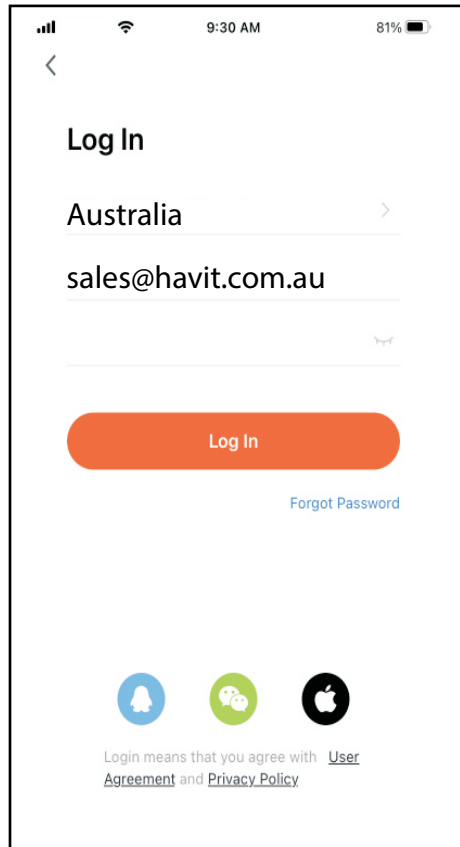 9:30 AM 81%
Log In
Australia
sales@havit.com.au
Log In
Forgot Password
Login means that you agree with User
Agreement and Privacy Policy